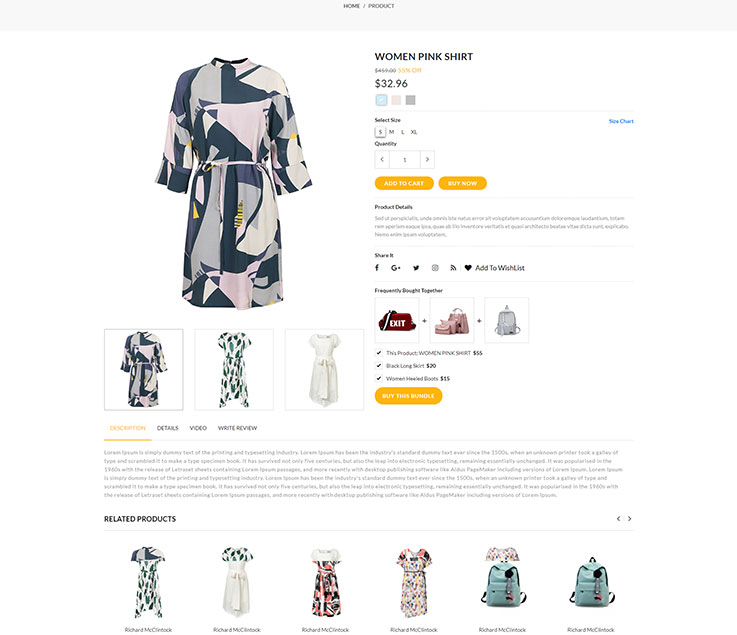 HOME / PRODUCT
WOMEN PINK SHIRT
$459.00 55% Off
$32.96
Select Size
Size Chart
S M L XL
Quantity
1
ADD TO CART BUY NOW
Product Details
Sed ut perspiciatis, unde omnis iste natus error sit voluptatem accusantium doloremque laudantium, totam
rem aperiam eaque ipsa, quae ab illo inventore veritatis et quasi architecto beatae vitae dicta sunt, explicabo.
Nemo enim ipsam voluptatem,
Share It
Add To WishList
Frequently Bought Together
EXIT
+ +
This Product: WOMEN PINK SHIRT $55
Black Long Skirt $20
Women Heeled Boots $15
BUY THIS BUNDLE
DESCRIPTION DETAILS VIDEO WRITE REVIEW
Lorem Ipsum is simply dummy text of the printing and typesetting industry. Lorem Ipsum has been the industry's standard dummy text ever since the 1500s, when an unknown printer took a galley of
type and scrambled it to make a type specimen book. It has survived not only five centuries, but also the leap into electronic typesetting, remaining essentially unchanged. It was popularised in the
1960s with the release of Letraset sheets containing Lorem Ipsum passages, and more recently with desktop publishing software like Aldus PageMaker including versions of Lorem Ipsum. Lorem Ipsum
is simply dummy text of the printing and typesetting industry. Lorem Ipsum has been the industry's standard dummy text ever since the 1500s, when an unknown printer took a galley of type and
scrambled it to make a type specimen book. It has survived not only five centuries, but also the leap into electronic typesetting, remaining essentially unchanged. It was popularised in the 1960s with
the release of Letraset sheets containing Lorem Ipsum passages, and more recently with desktop publishing software like Aldus PageMaker including versions of Lorem Ipsum.
RELATED PRODUCTS
Richard McClintock Richard McClintock Richard McClintock Richard McClintock Richard McClintock Richard McClintock